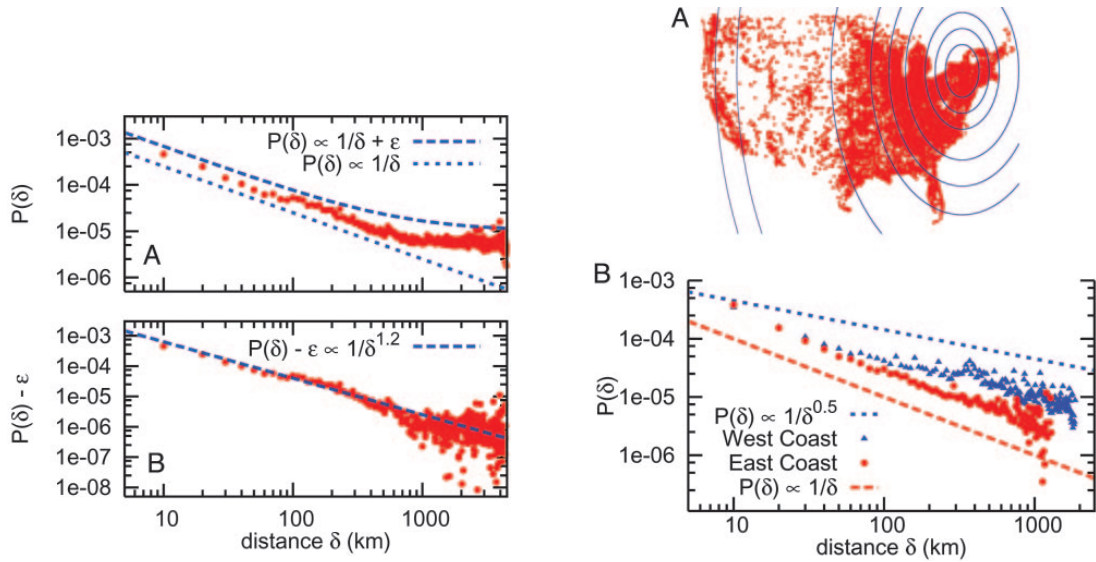 1e-03
1e-04
1e-05
1e-06
P(δ)
P(δ) ∝ 1/δ + ε
P(δ) ∝ 1/δ
A
1e-03
1e-04
1e-05
1e-06
1e-07
1e-08
P(δ) - ε
P(δ) - ε ∝ 1/δ^1.2
B
10 100 1000
distance δ (km)
A
B
1e-03
1e-04
1e-05
1e-06
P(δ)
P(δ) ∝ 1/δ^0.5
West Coast
East Coast
P(δ) ∝ 1/δ
10 100 1000
distance δ (km)